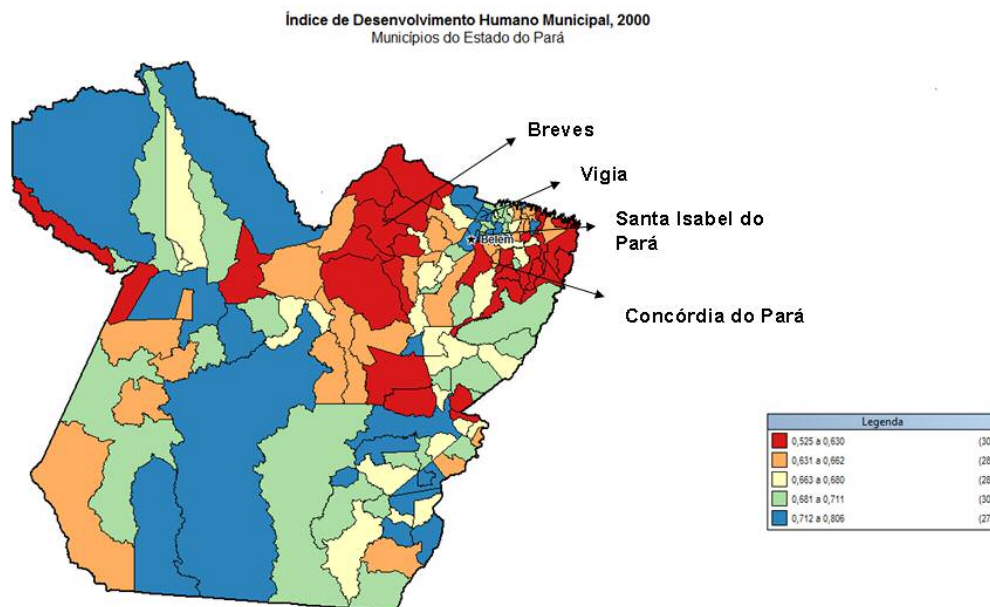 Índice de Desenvolvimento Humano Municipal, 2000
Municípios do Estado do Pará
Breves
Vigia
Santa Isabel do
Pará
Belém
Concórdia do Pará
Legenda
0,525 a 0,630 (30
0,631 a 0,662 (28
0,663 a 0,680 (28
0,681 a 0,711 (30
0,712 a 0,806 (27